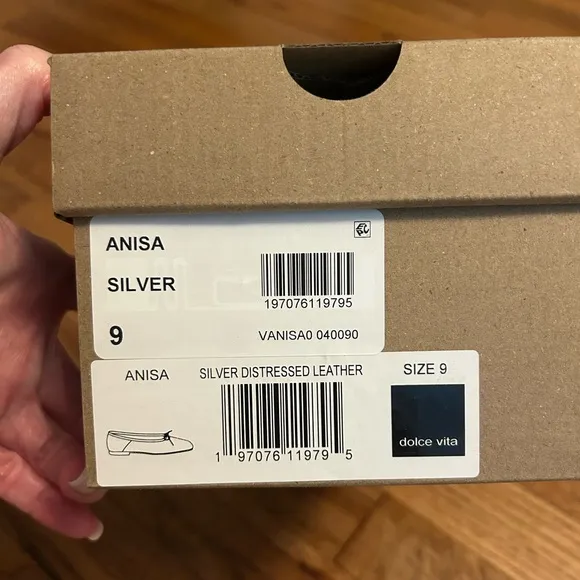 ANISA
SILVER
197076119795
9
VANISA0 040090
ANISA
SILVER DISTRESSED LEATHER
SIZE 9
1 97076 11979 5
dolce vita